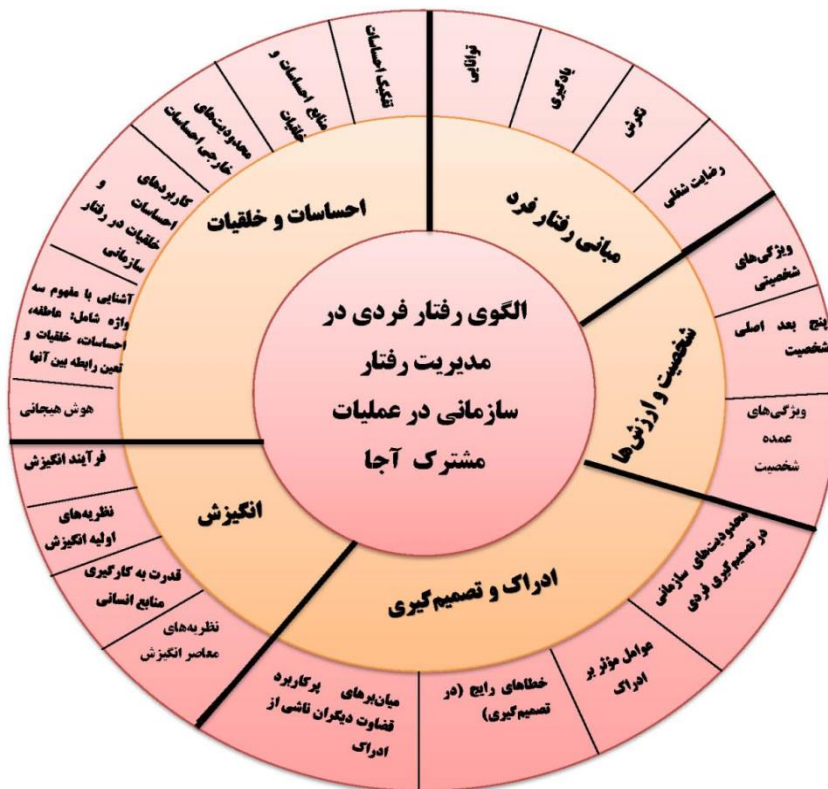 الگوی رفتار فردی در
مدیریت رفتار
سازمانی در عملیات
مشترک آجا
مبانی رفتار فرد
توانایی
یادگیری
نگرش
رضایت شغلی
شخصیت و ارزش‌ها
ویژگی‌های
شخصیتی
پنج بعد اصلی
شخصیت
ویژگی‌های
عمده
شخصیت
ادراک و تصمیم‌گیری
محدودیت‌های سازمانی
در تصمیم‌گیری فردی
عوامل مؤثر بر
ادراک
خطاهای رایج (در
تصمیم‌گیری)
میان‌برهای پرکاربرد
قضاوت دیگران ناشی از
ادراک
انگیزش
نظریه‌های
معاصر انگیزش
قدرت به کارگیری
منابع انسانی
نظریه‌های
اولیه انگیزش
فرآیند انگیزش
احساسات و خلقیات
هوش هیجانی
آشنایی با مفهوم سه
واژه شامل: عاطفه،
احساسات، خلقیات و
تعین رابطه بین آنها
کاربردهای
احساسات و
خلقیات در رفتار
سازمانی
محدودیت‌های
خارجی احساسات
منابع احساسات و
خلقیات
تفکیک احساسات